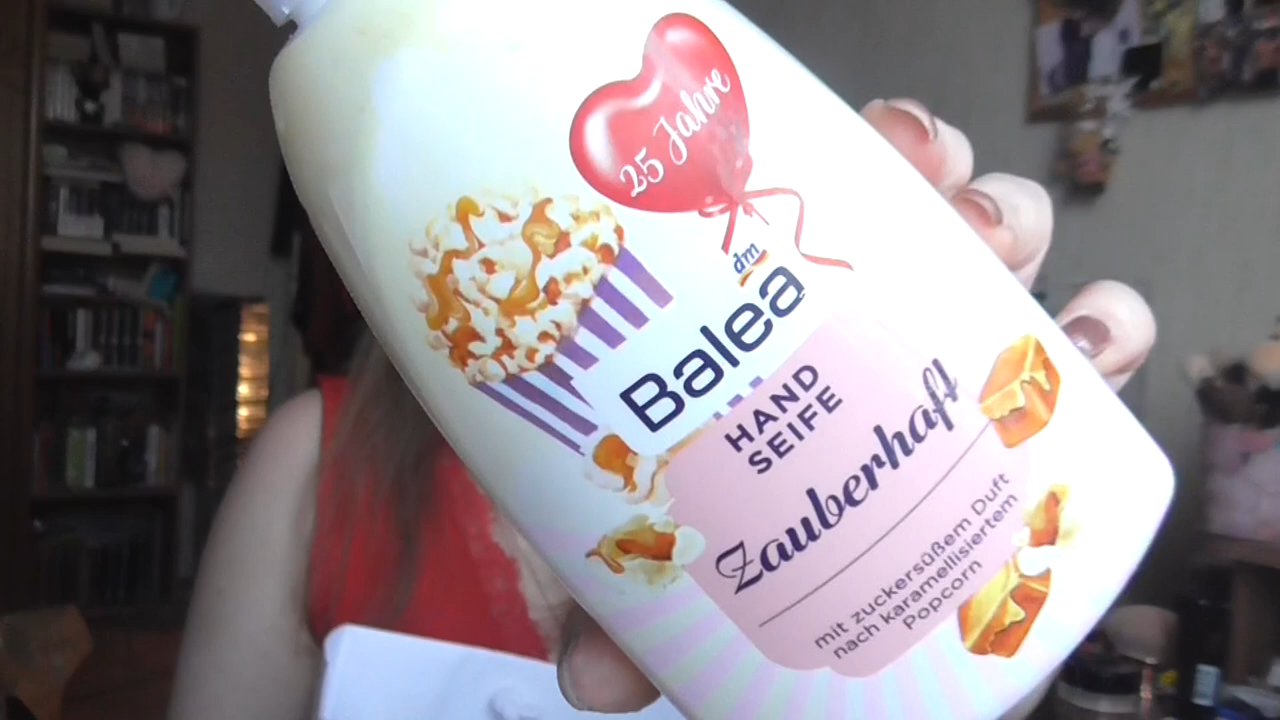 25 Jahre
dm
Balea
HAND
SEIFE
Zauberhaft
mit zuckersüßem Duft
nach karamellisiertem
Popcorn